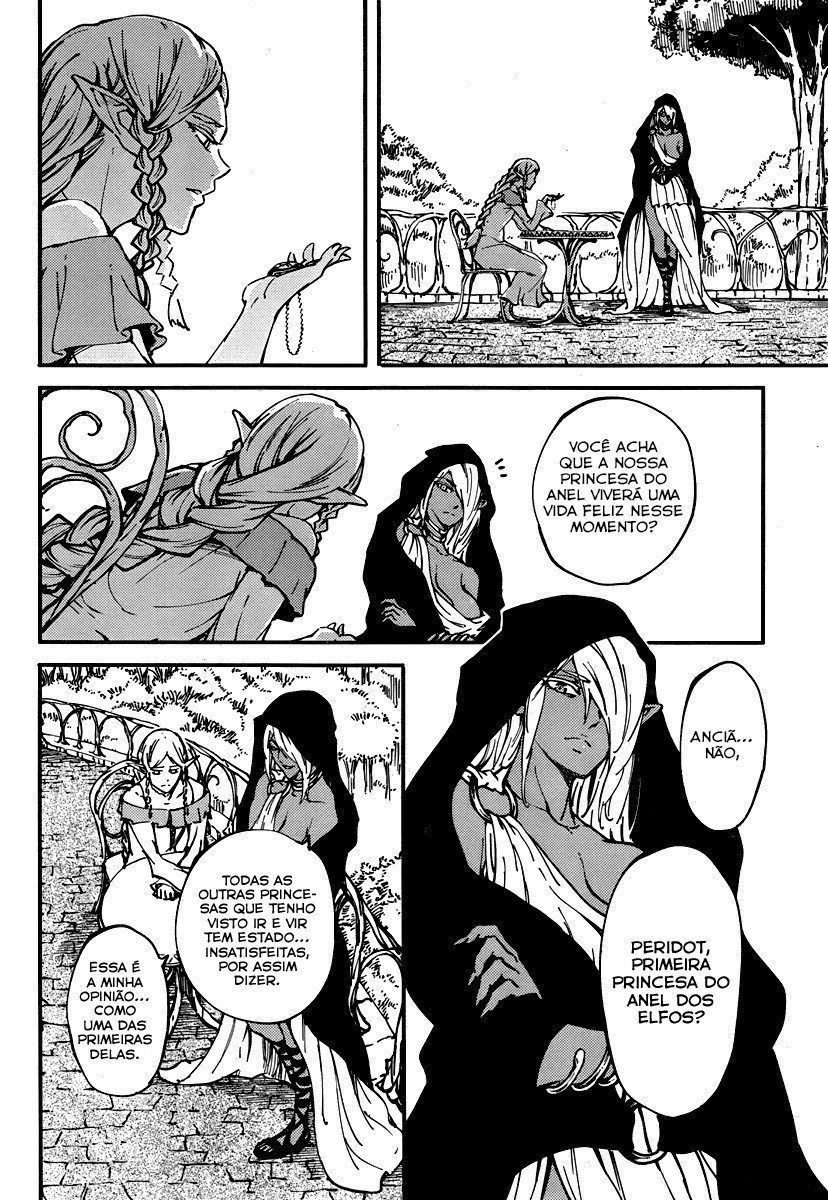 VOCÊ ACHA
QUE A NOSSA
PRINCESA DO
ANEL VIVERÁ UMA
VIDA FELIZ NESSE
MOMENTO?
ANCIÃ...
NÃO,
PERIDOT,
PRIMEIRA
PRINCESA DO
ANEL DOS
ELFOS?
TODAS AS
OUTRAS PRINCE-
SAS QUE TENHO
VISTO IR E VIR
TEM ESTADO...
INSATISFEITAS,
POR ASSIM
DIZER.
ESSA É
A MINHA
OPINIÃO...
COMO
UMA DAS
PRIMEIRAS
DELAS.